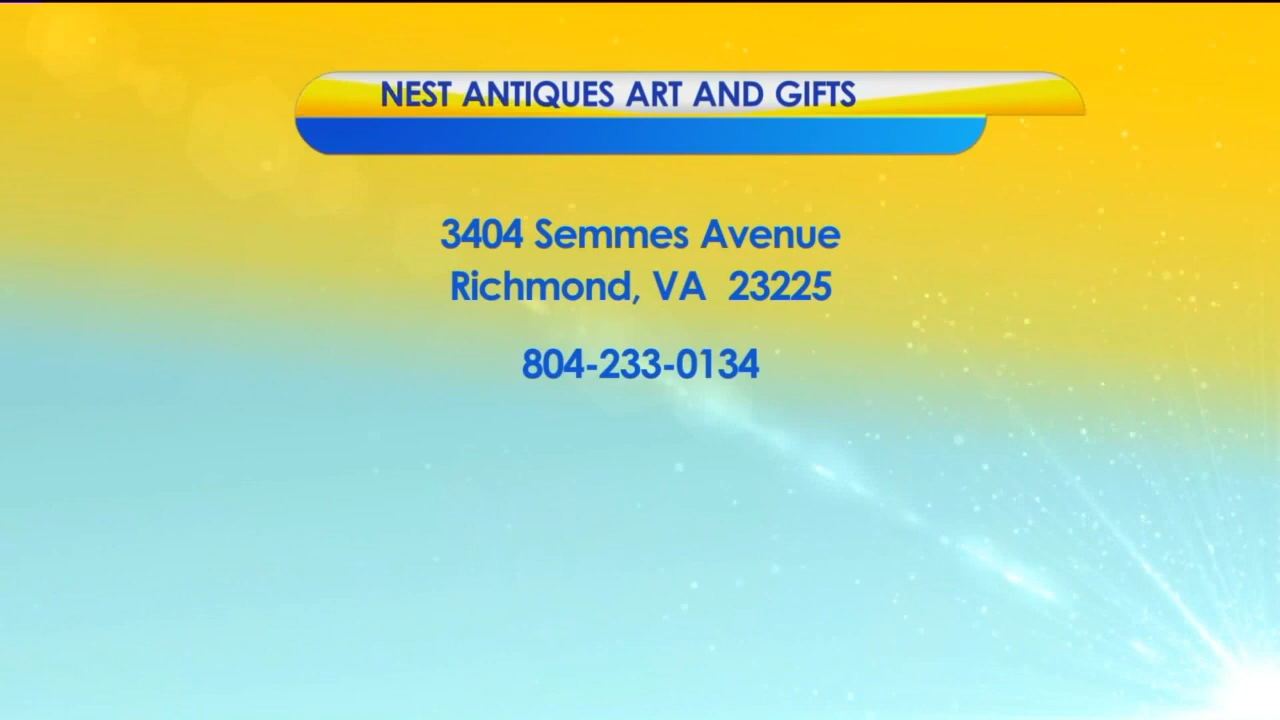 NEST ANTIQUES ART AND GIFTS
3404 Semmes Avenue
Richmond, VA  23225
804-233-0134